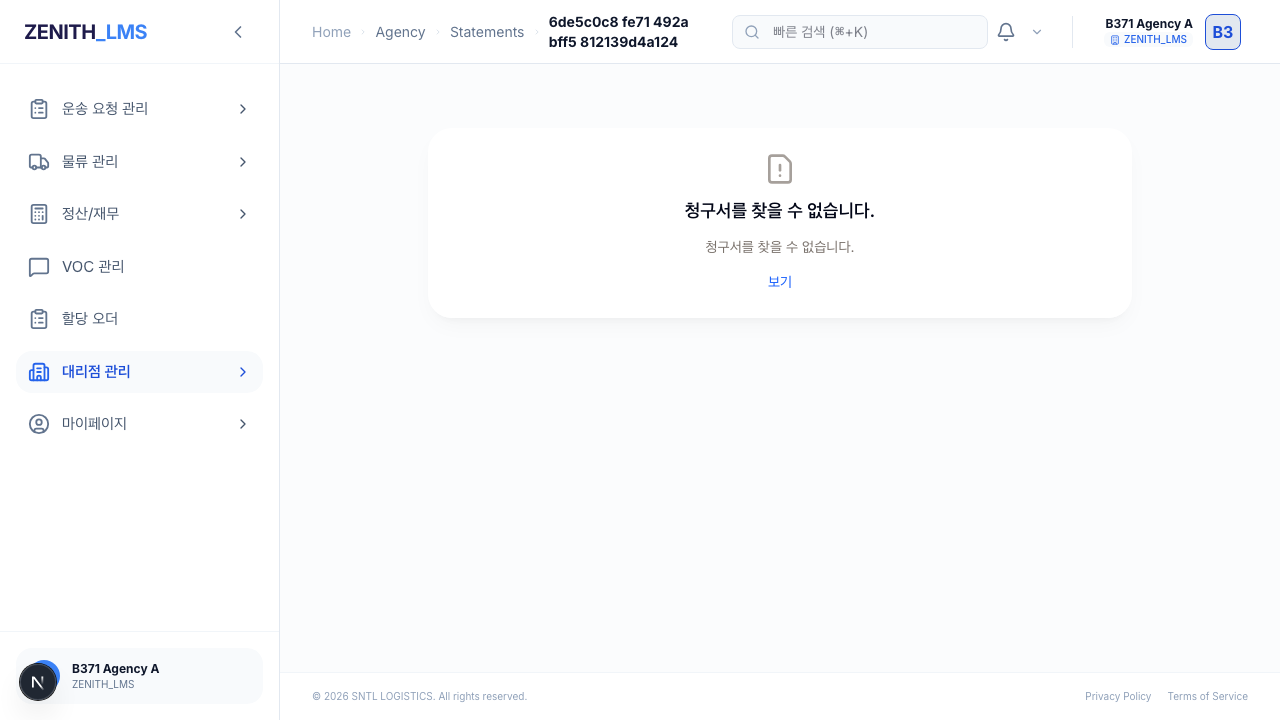 ZENITH_LMS
Home
Agency
Statements
6de5c0c8 fe71 492a
bff5 812139d4a124
빠른 검색 (⌘+K)
B371 Agency A
ZENITH_LMS
B3
운송 요청 관리
물류 관리
정산/재무
VOC 관리
할당 오더
대리점 관리
마이페이지
청구서를 찾을 수 없습니다.
청구서를 찾을 수 없습니다.
보기
B371 Agency A
ZENITH_LMS
N
© 2026 SNTL LOGISTICS. All rights reserved.
Privacy Policy
Terms of Service